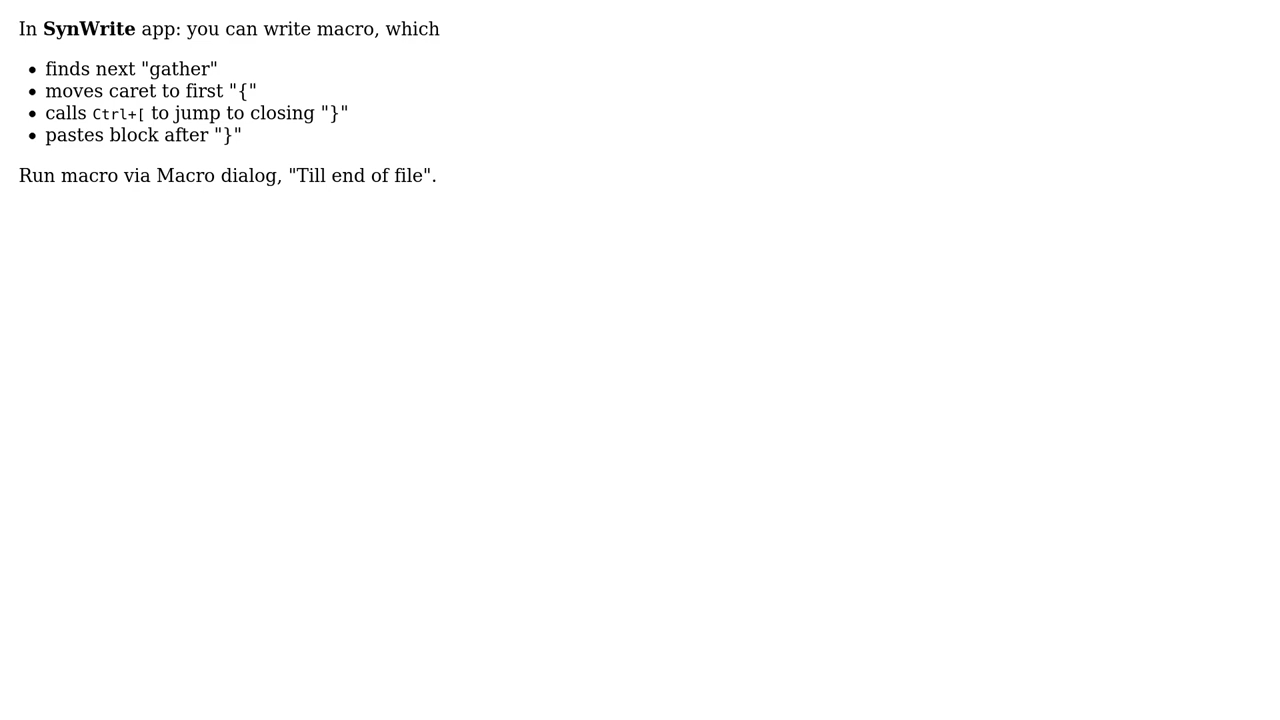 In SynWrite app: you can write macro, which
• finds next "gather"
• moves caret to first "{"
• calls Ctrl+[ to jump to closing "}"
• pastes block after "}"
Run macro via Macro dialog, "Till end of file".